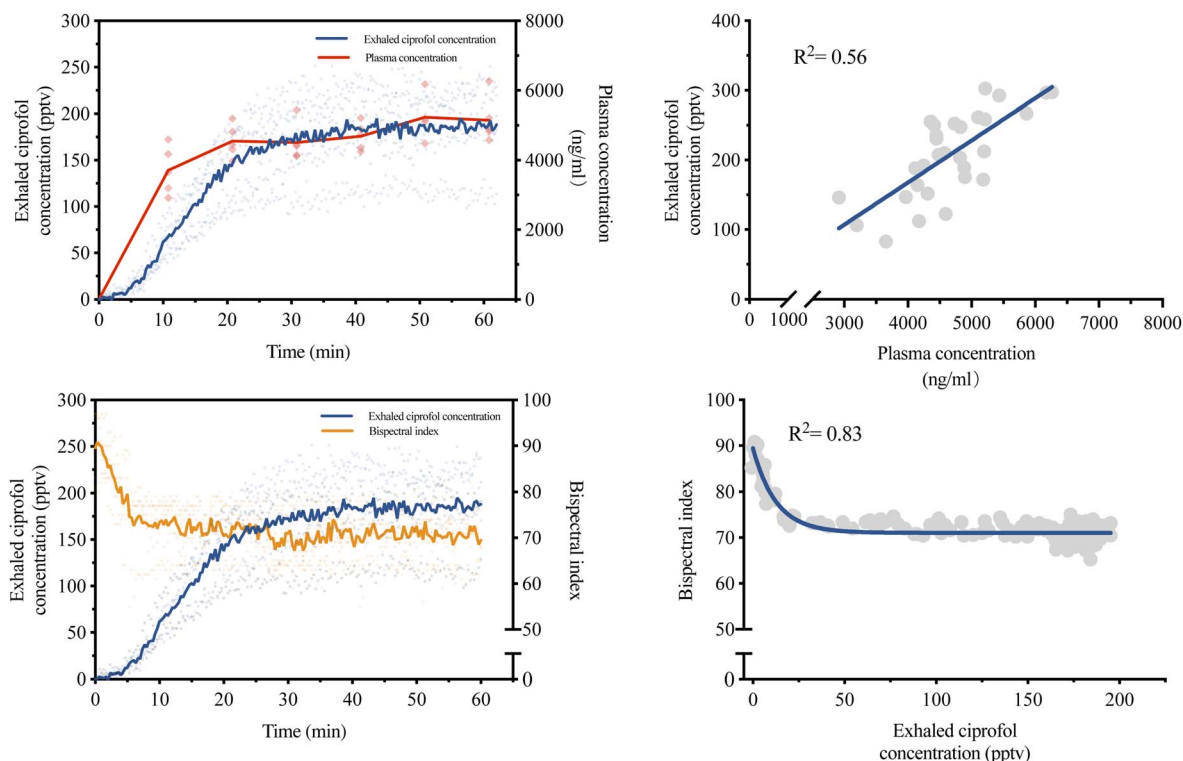 300
250
200
150
100
50
0
Exhaled ciprofol
concentration (pptv)
Exhaled ciprofol concentration
Plasma concentration
8000
6000
4000
2000
0
Plasma concentration
(ng/ml)
0 10 20 30 40 50 60
Time (min)
400
300
200
100
0
Exhaled ciprofol
concentration (pptv)
R²= 0.56
0 1000 3000 4000 5000 6000 7000 8000
Plasma concentration
(ng/ml)
300
250
200
150
100
50
0
Exhaled ciprofol
concentration (pptv)
Exhaled ciprofol concentration
Bispectral index
100
90
80
70
60
50
0
Bispectral index
0 10 20 30 40 50 60
Time (min)
100
90
80
70
60
50
0
Bispectral index
R²= 0.83
0 50 100 150 200
Exhaled ciprofol
concentration (pptv)